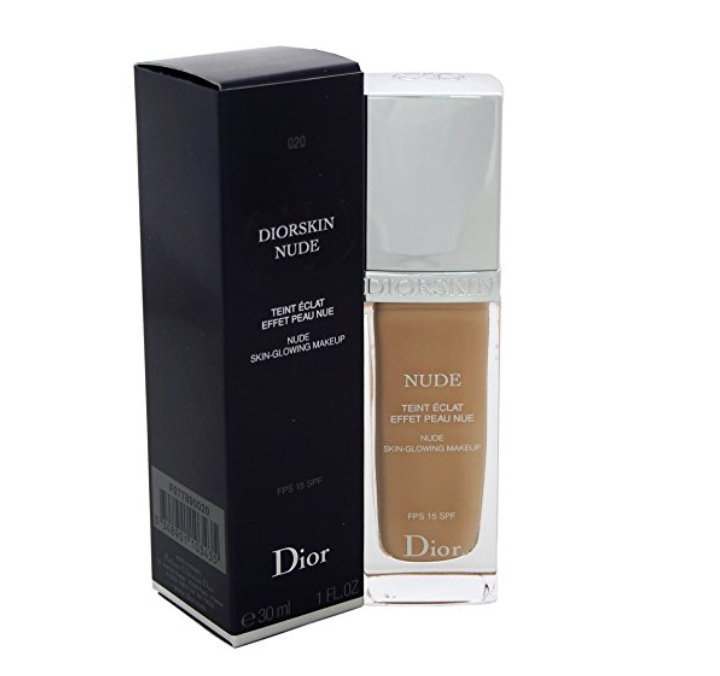 020
DIORSKIN
NUDE
TEINT ÉCLAT
EFFET PEAU NUE
NUDE
SKIN-GLOWING MAKEUP
FPS 15 SPF
Dior
e 30 ml 1 FL.OZ
F077890020
DIORSKIN
NUDE
TEINT ÉCLAT
EFFET PEAU NUE
NUDE
SKIN-GLOWING MAKEUP
FPS 15 SPF
Dior